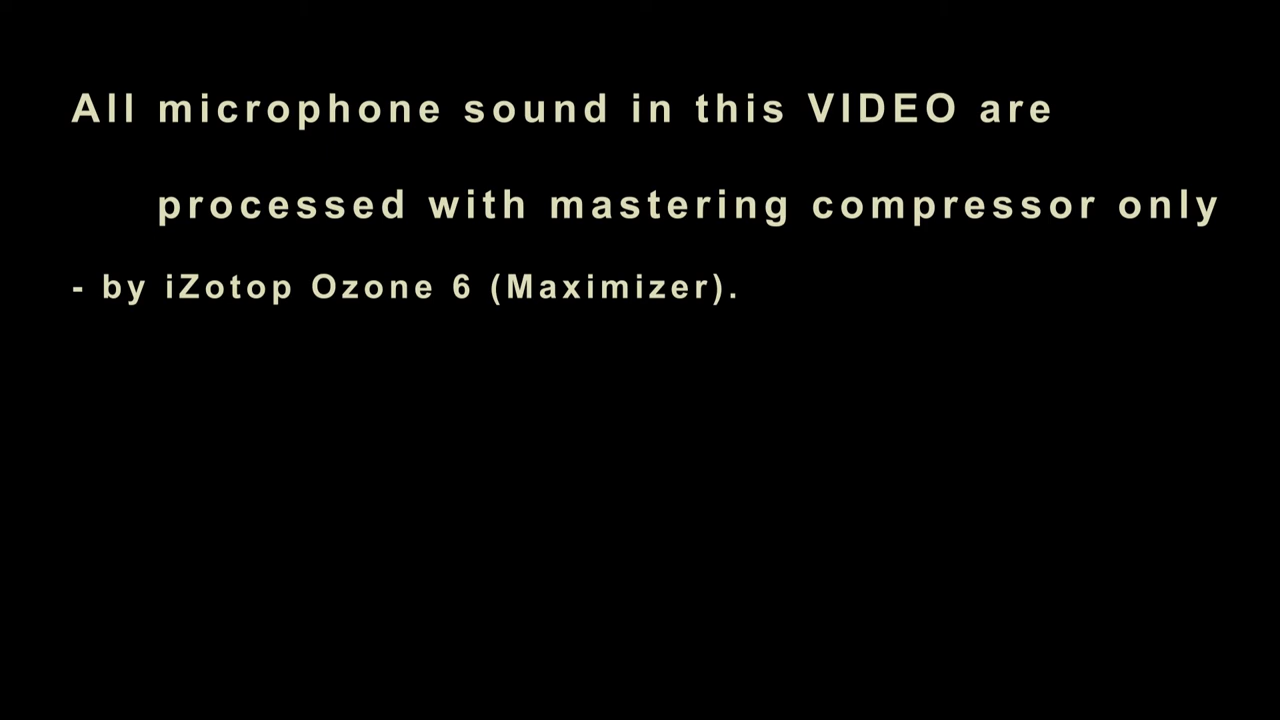 All microphone sound in this VIDEO are
processed with mastering compressor only
- by iZotop Ozone 6 (Maximizer).